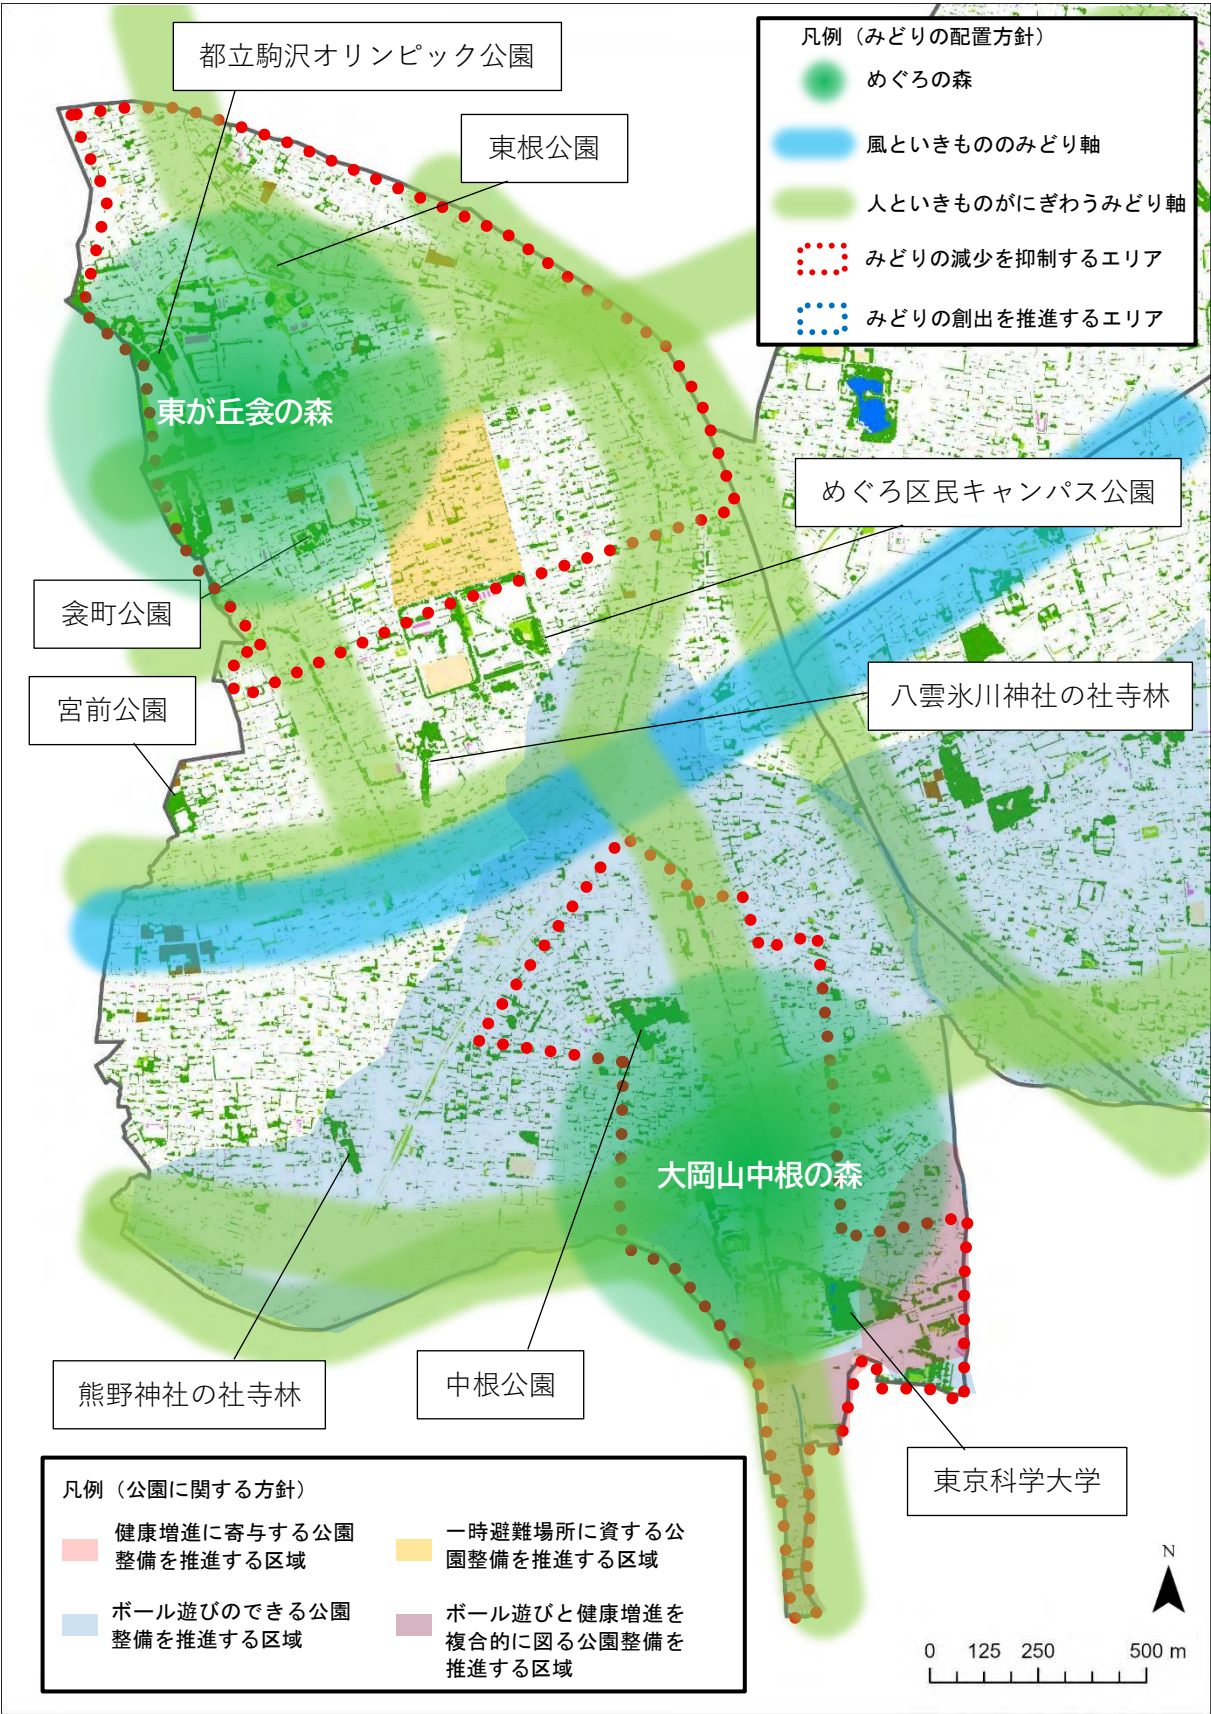 都立駒沢オリンピック公園
東根公園
凡例（みどりの配置方針）
めぐろの森
風といきもののみどり軸
人といきものがにぎわうみどり軸
みどりの減少を抑制するエリア
みどりの創出を推進するエリア
東が丘衾の森
めぐろ区民キャンパス公園
衾町公園
八雲氷川神社の社寺林
宮前公園
大岡山中根の森
熊野神社の社寺林
中根公園
東京科学大学
凡例（公園に関する方針）
健康増進に寄与する公園
整備を推進する区域
一時避難場所に資する公
園整備を推進する区域
ボール遊びのできる公園
整備を推進する区域
ボール遊びと健康増進を
複合的に図る公園整備を
推進する区域
N
0 125 250 500 m